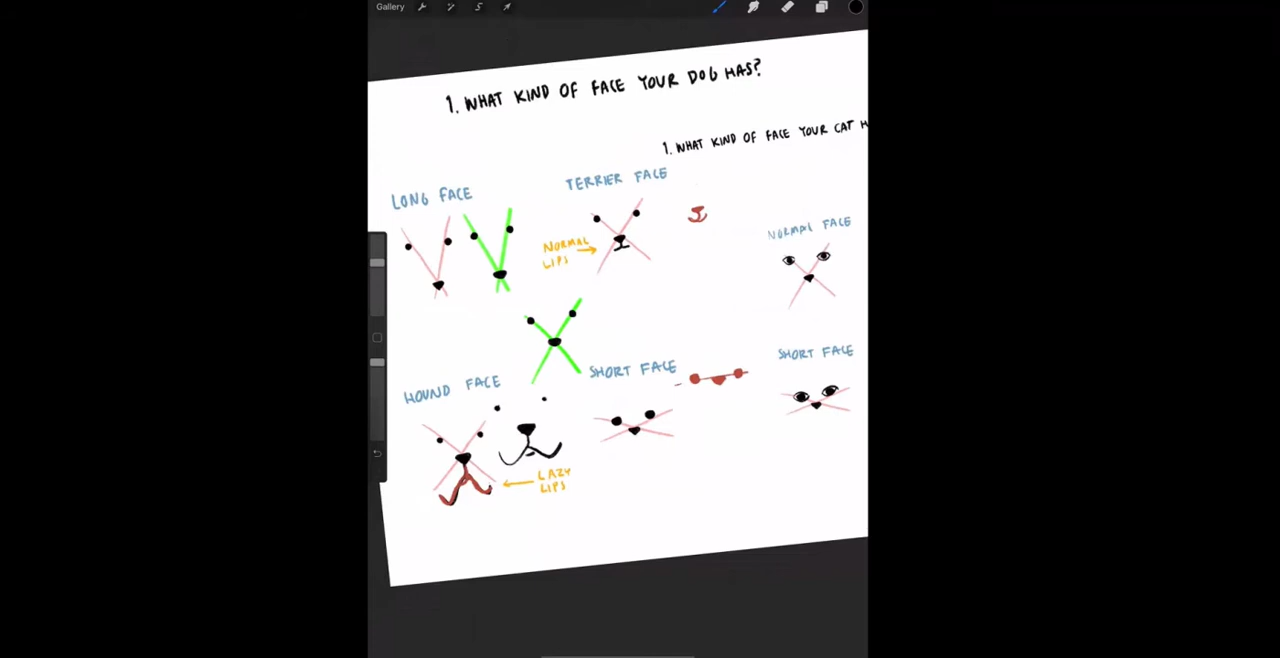 Gallery
1. WHAT KIND OF FACE YOUR DOG HAS?
1. WHAT KIND OF FACE YOUR CAT H
LONG FACE
TERRIER FACE
NORMAL
LIPS
NORMAL FACE
HOUND FACE
SHORT FACE
SHORT FACE
LAZY
LIPS